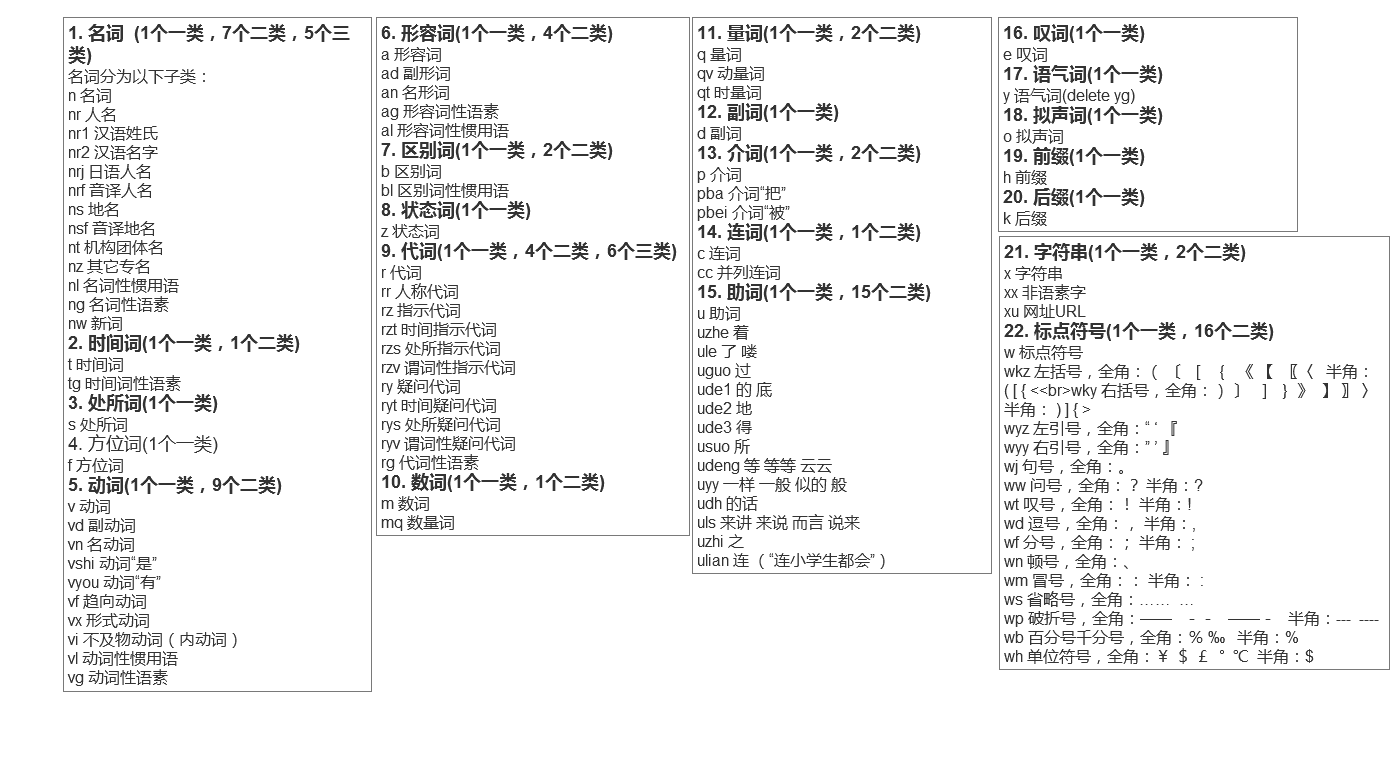 1. 名词  (1个一类，7个二类，5个三
类)
名词分为以下子类：
n 名词
nr 人名
nr1 汉语姓氏
nr2 汉语名字
nrj 日语人名
nrf 音译人名
ns 地名
nsf 音译地名
nt 机构团体名
nz 其它专名
nl 名词性惯用语
ng 名词性语素
nw 新词
2. 时间词(1个一类，1个二类)
t 时间词
tg 时间词性语素
3. 处所词(1个一类)
s 处所词
4. 方位词(1个一类)
f 方位词
5. 动词(1个一类，9个二类)
v 动词
vd 副动词
vn 名动词
vshi 动词“是”
vyou 动词“有”
vf 趋向动词
vx 形式动词
vi 不及物动词（内动词）
vl 动词性惯用语
vg 动词性语素
6. 形容词(1个一类，4个二类)
a 形容词
ad 副形词
an 名形词
ag 形容词性语素
al 形容词性惯用语
7. 区别词(1个一类，2个二类)
b 区别词
bl 区别词性惯用语
8. 状态词(1个一类)
z 状态词
9. 代词(1个一类，4个二类，6个三类)
r 代词
rr 人称代词
rz 指示代词
rzt 时间指示代词
rzs 处所指示代词
rzv 谓词性指示代词
ry 疑问代词
ryt 时间疑问代词
rys 处所疑问代词
ryv 谓词性疑问代词
rg 代词性语素
10. 数词(1个一类，1个二类)
m 数词
mq 数量词
11. 量词(1个一类，2个二类)
q 量词
qv 动量词
qt 时量词
12. 副词(1个一类)
d 副词
13. 介词(1个一类，2个二类)
p 介词
pba 介词“把”
pbei 介词“被”
14. 连词(1个一类，1个二类)
c 连词
cc 并列连词
15. 助词(1个一类，15个二类)
u 助词
uzhe 着
ule 了 喽
uguo 过
ude1 的 底
ude2 地
ude3 得
usuo 所
udeng 等 等等 云云
uyy 一样 一般 似的 般
udh 的话
uls 来讲 来说 而言 说来
uzhi 之
ulian 连 （“连小学生都会”）
16. 叹词(1个一类)
e 叹词
17. 语气词(1个一类)
y 语气词(delete yg)
18. 拟声词(1个一类)
o 拟声词
19. 前缀(1个一类)
h 前缀
20. 后缀(1个一类)
k 后缀
21. 字符串(1个一类，2个二类)
x 字符串
xx 非语素字
xu 网址URL
22. 标点符号(1个一类，16个二类)
w 标点符号
wkz 左括号，全角：（ 〔 ［ ｛ 《 【 〖〈 半角：
( [ { <<br>wky 右括号，全角：） 〕 ］ ｝ 》 】 〗 〉
半角： ) ] { >
wyz 左引号，全角：“ ‘ 『
wyy 右引号，全角：” ’ 』
wj 句号，全角：。
ww 问号，全角：？ 半角：?
wt 叹号，全角：！ 半角：!
wd 逗号，全角：， 半角：,
wf 分号，全角：； 半角： ;
wn 顿号，全角：、
wm 冒号，全角：： 半角： :
ws 省略号，全角：…… …
wp 破折号，全角：—— －－ ——－ 半角：--- ----
wb 百分号千分号，全角：％ ‰ 半角：%
wh 单位符号，全角：￥ ＄ ￡ ° ℃ 半角：$